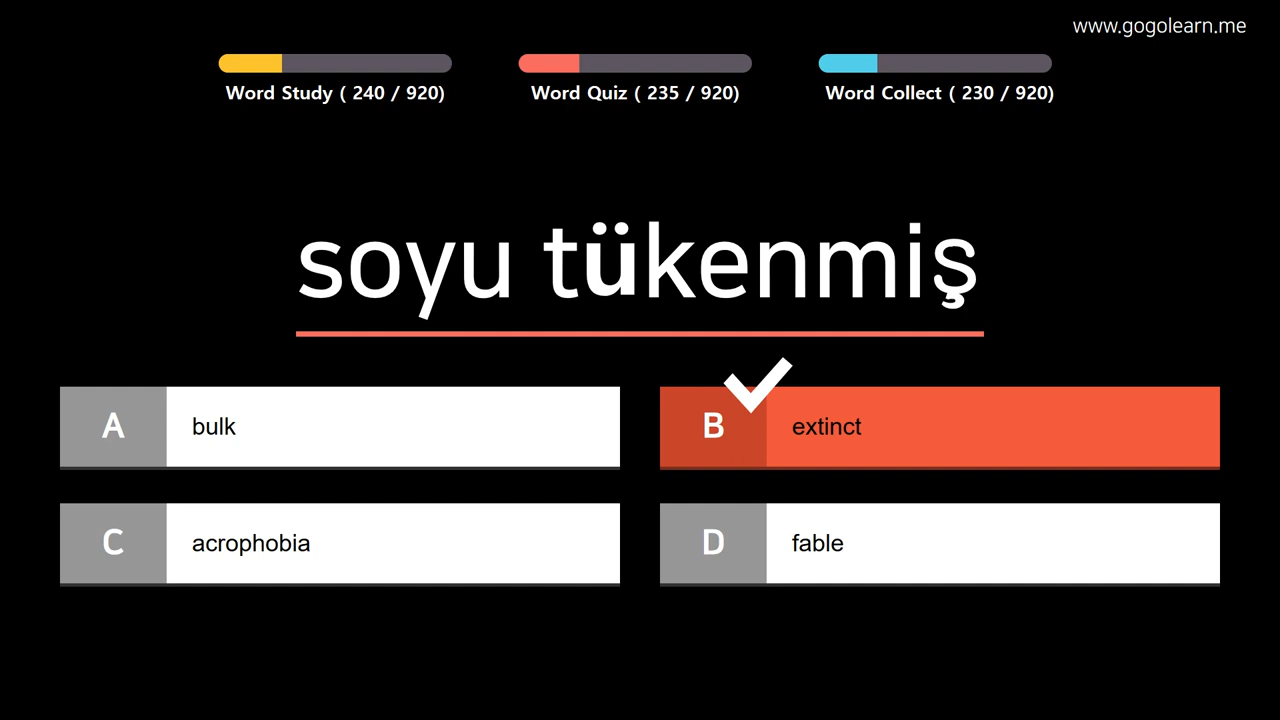 www.gogolearn.me
Word Study ( 240 / 920)
Word Quiz ( 235 / 920)
Word Collect ( 230 / 920)
soyu tükenmiş
A bulk
B extinct
C acrophobia
D fable